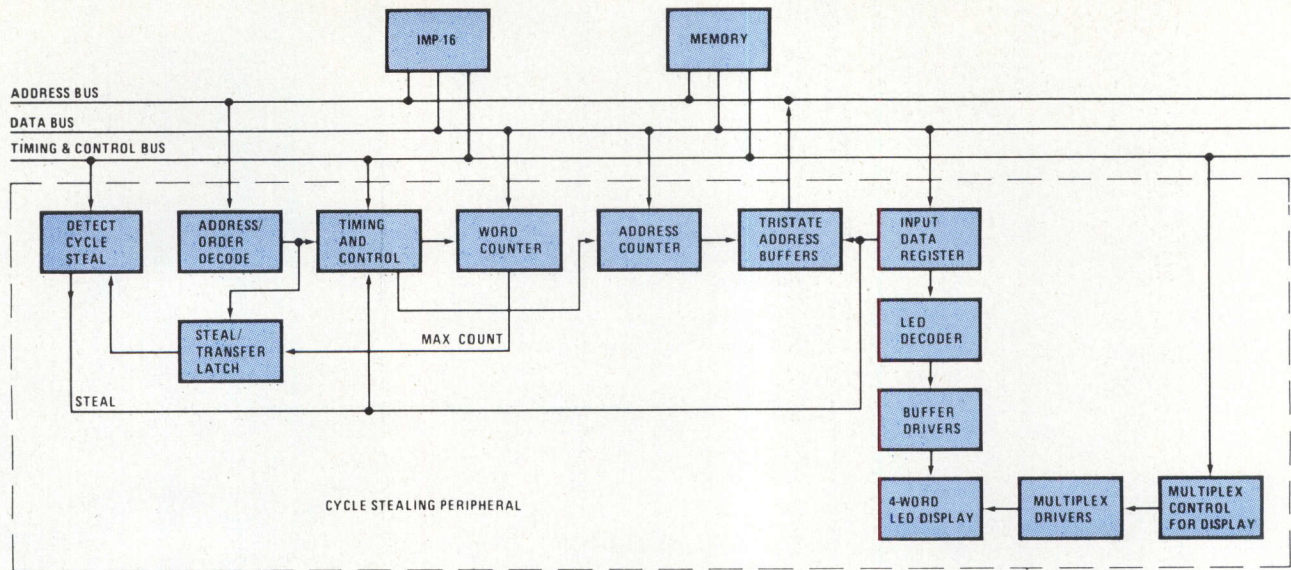 IMP-16
MEMORY
ADDRESS BUS
DATA BUS
TIMING & CONTROL BUS
DETECT
CYCLE
STEAL
ADDRESS/
ORDER
DECODE
TIMING
AND
CONTROL
WORD
COUNTER
ADDRESS
COUNTER
TRISTATE
ADDRESS
BUFFERS
INPUT
DATA
REGISTER
STEAL/
TRANSFER
LATCH
MAX COUNT
LED
DECODER
STEAL
BUFFER
DRIVERS
CYCLE STEALING PERIPHERAL
4-WORD
LED DISPLAY
MULTIPLEX
DRIVERS
MULTIPLEX
CONTROL
FOR DISPLAY